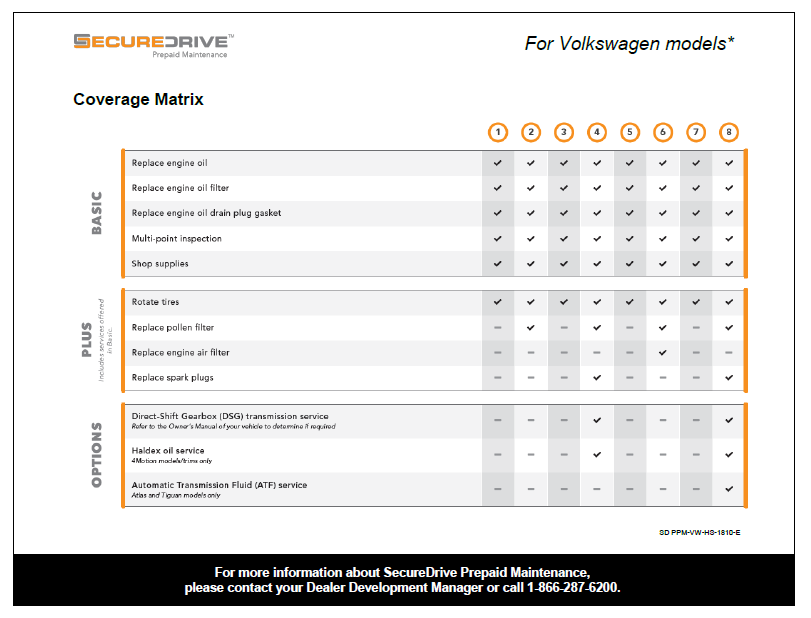 SECUREDRIVE™
Prepaid Maintenance
For Volkswagen models*
Coverage Matrix
1 2 3 4 5 6 7 8
BASIC
Replace engine oil ✓ ✓ ✓ ✓ ✓ ✓ ✓ ✓
Replace engine oil filter ✓ ✓ ✓ ✓ ✓ ✓ ✓ ✓
Replace engine oil drain plug gasket ✓ ✓ ✓ ✓ ✓ ✓ ✓ ✓
Multi-point inspection ✓ ✓ ✓ ✓ ✓ ✓ ✓ ✓
Shop supplies ✓ ✓ ✓ ✓ ✓ ✓ ✓ ✓
PLUS
Includes services offered
in Basic.
Rotate tires ✓ ✓ ✓ ✓ ✓ ✓ ✓ ✓
Replace pollen filter – ✓ – ✓ – ✓ – ✓
Replace engine air filter – – – – – ✓ – –
Replace spark plugs – – – ✓ – – – ✓
OPTIONS
Direct-Shift Gearbox (DSG) transmission service – – – ✓ – – – ✓
Refer to the Owner's Manual of your vehicle to determine if required
Haldex oil service – – – ✓ – – – ✓
4Motion models/trims only
Automatic Transmission Fluid (ATF) service – – – – – – – ✓
Atlas and Tiguan models only
SD PPM-VW-HS-1810-E
For more information about SecureDrive Prepaid Maintenance,
please contact your Dealer Development Manager or call 1-866-287-6200.